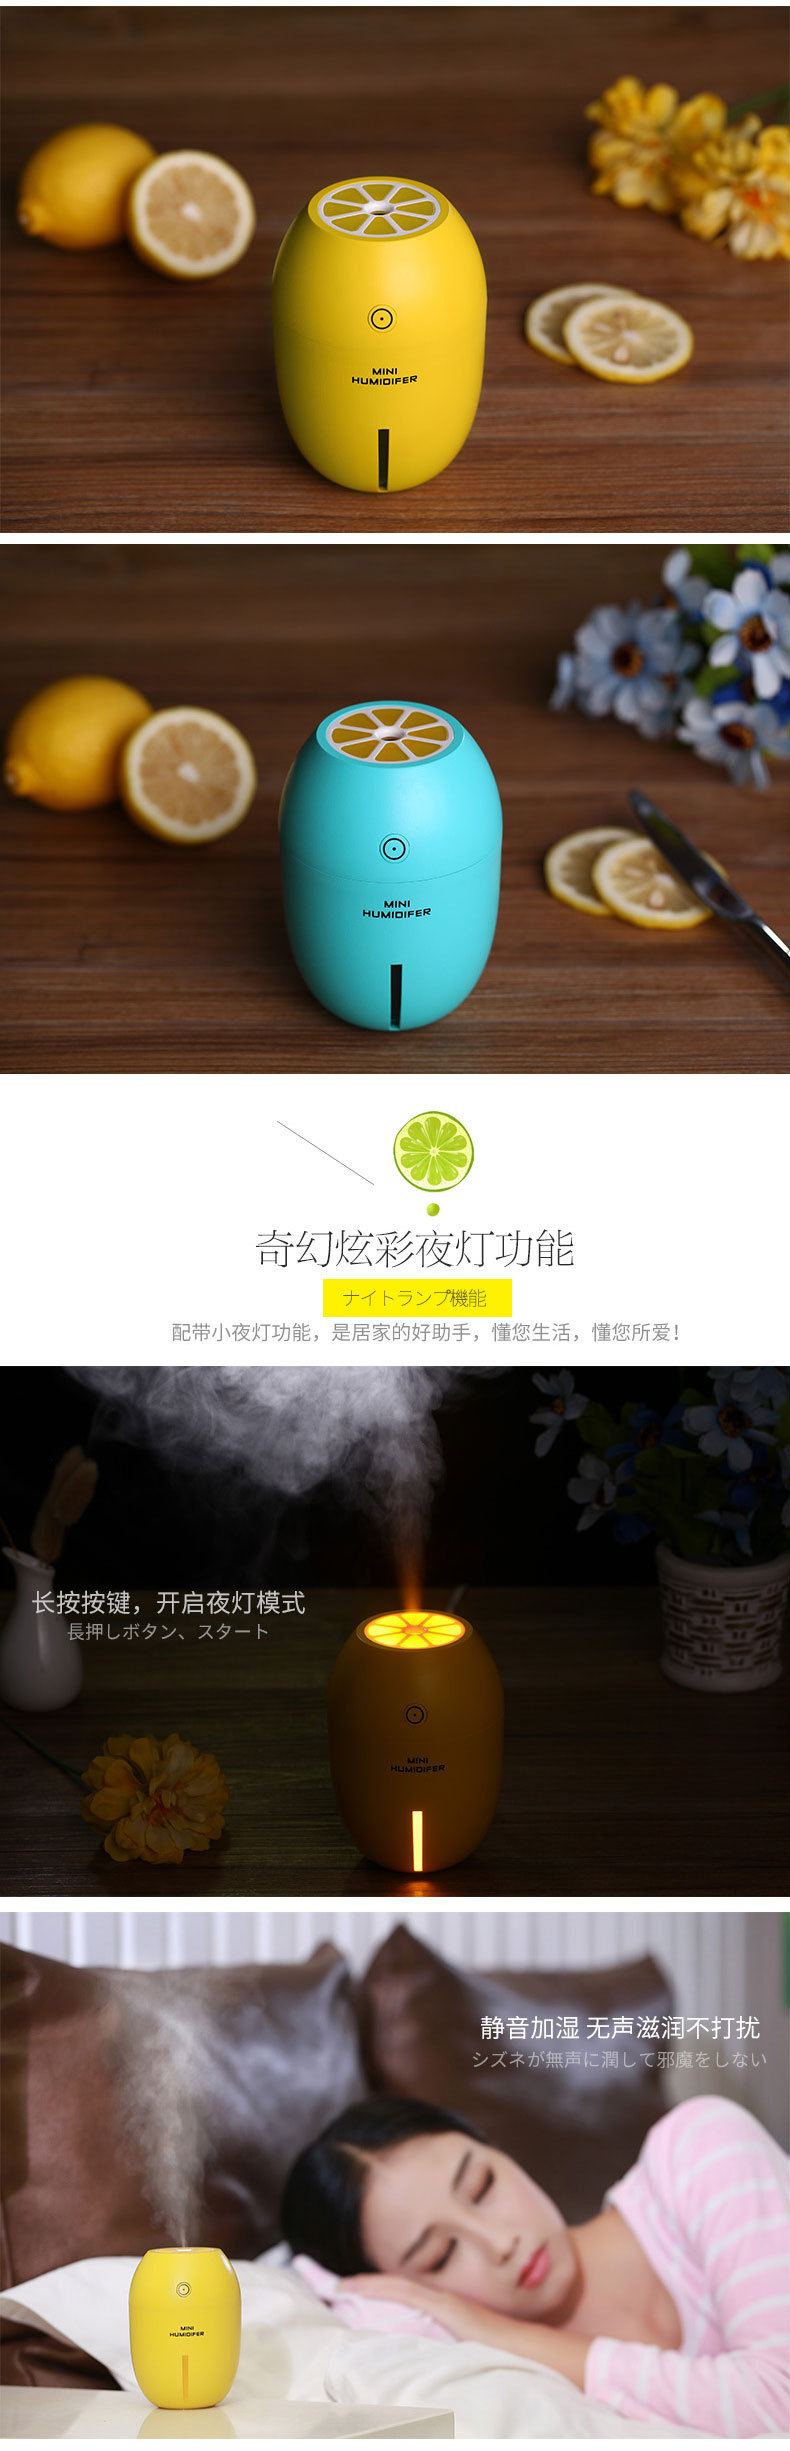 MINI
HUMIDIFER
MINI
HUMIDIFER
奇幻炫彩夜灯功能
ナイトランプ機能
配带小夜灯功能，是居家的好助手，懂您生活，懂您所爱！
长按按键，开启夜灯模式
長押しボタン、スタート
MINI
HUMIDIFER
静音加湿 无声滋润不打扰
シズネが無声に潤して邪魔をしない
MINI
HUMIDIFER